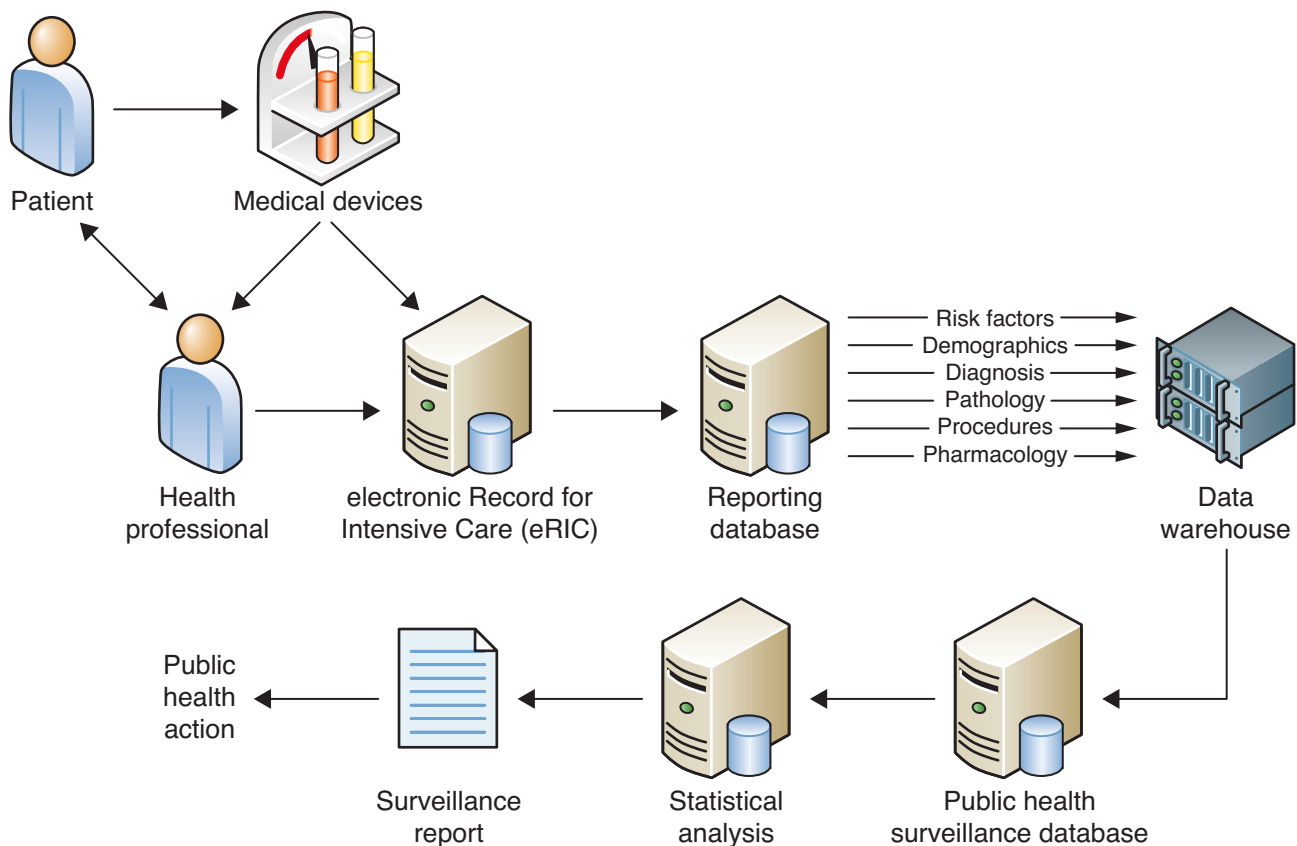 Patient
Medical devices
Risk factors
Demographics
Diagnosis
Pathology
Procedures
Pharmacology
Health
professional
electronic Record for
Intensive Care (eRIC)
Reporting
database
Data
warehouse
Public
health
action
Surveillance
report
Statistical
analysis
Public health
surveillance database